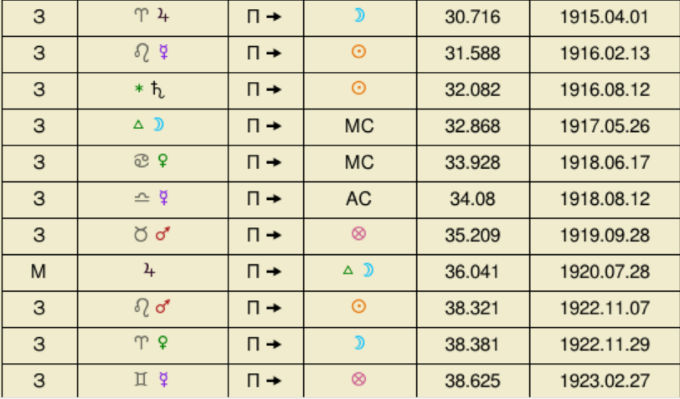 З ♈ ♃ П → ☽ 30.716 1915.04.01
З ♌ ☿ П → ☉ 31.588 1916.02.13
З ⚹ ♄ П → ☉ 32.082 1916.08.12
З △ ☽ П → MC 32.868 1917.05.26
З ♋ ♀ П → MC 33.928 1918.06.17
З ♎ ☿ П → AC 34.08 1918.08.12
З ♉ ♂ П → ⊗ 35.209 1919.09.28
М ♃ П → △ ☽ 36.041 1920.07.28
З ♌ ♂ П → ☉ 38.321 1922.11.07
З ♈ ♀ П → ☽ 38.381 1922.11.29
З ♊ ☿ П → ⊗ 38.625 1923.02.27